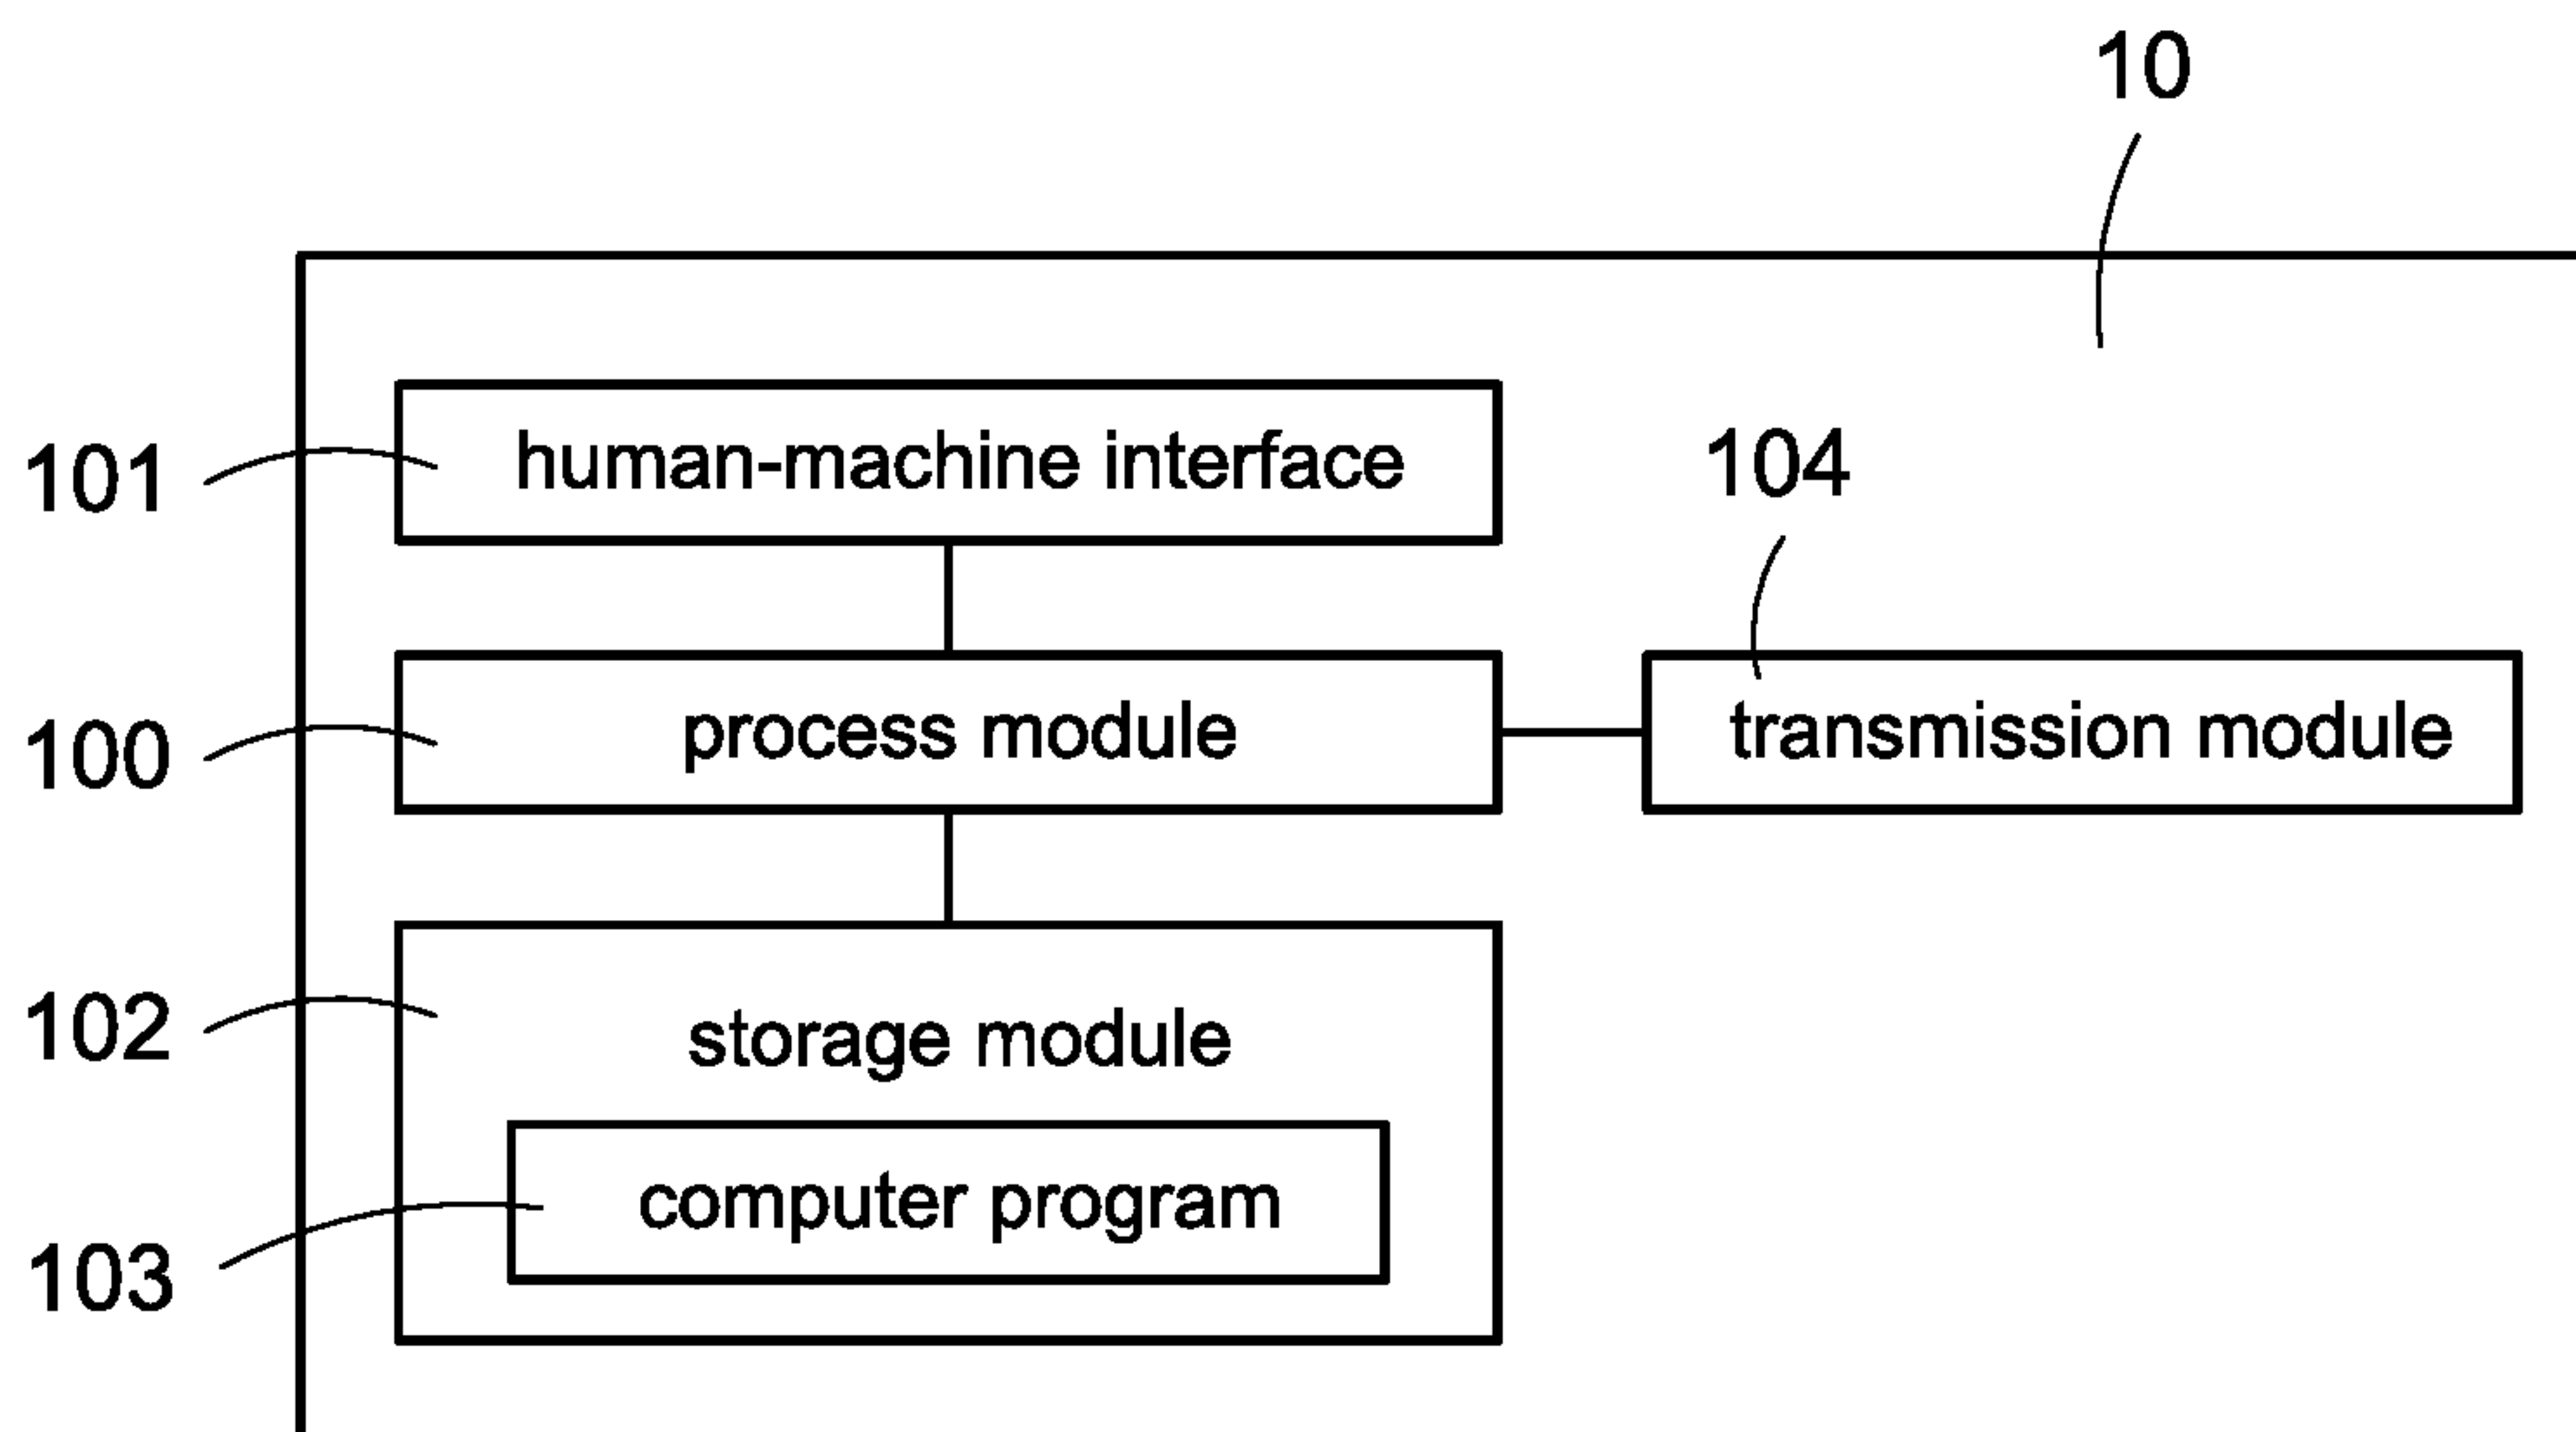 10
101
human-machine interface
104
100
process module
transmission module
102
storage module
computer program
103